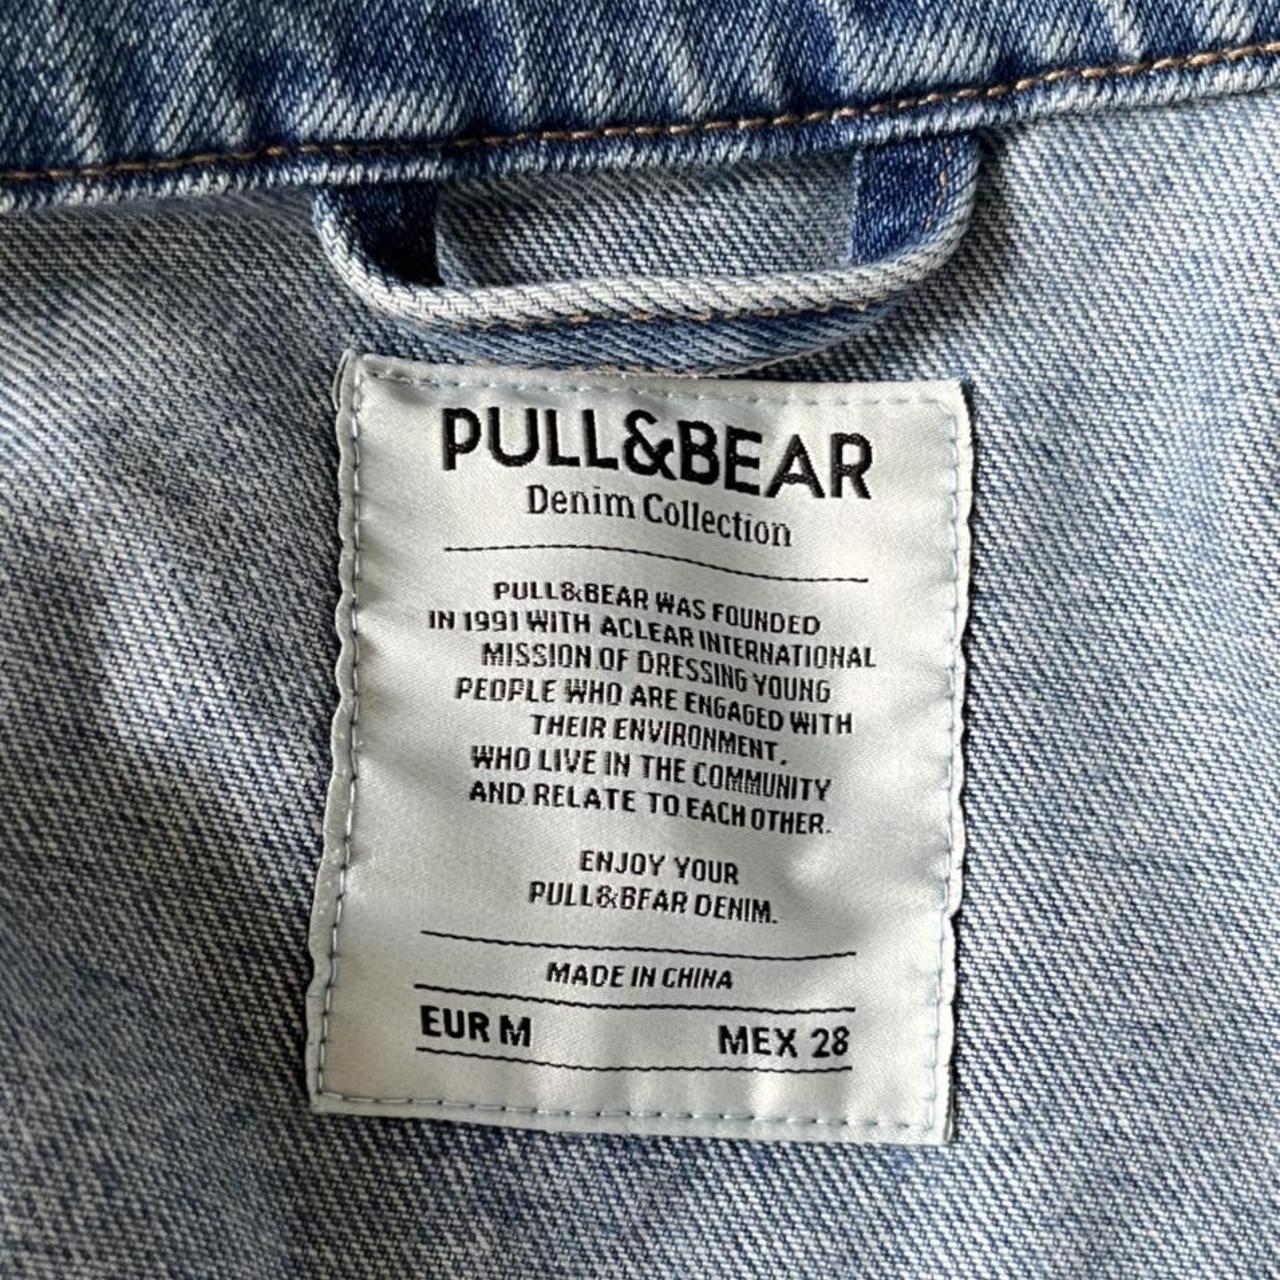 PULL&BEAR
Denim Collection
PULL&BEAR WAS FOUNDED
IN 1991 WITH ACLEAR INTERNATIONAL
MISSION OF DRESSING YOUNG
PEOPLE WHO ARE ENGAGED WITH
THEIR ENVIRONMENT,
WHO LIVE IN THE COMMUNITY
AND RELATE TO EACH OTHER.
ENJOY YOUR
PULL&BEAR DENIM.
MADE IN CHINA
EUR M MEX 28